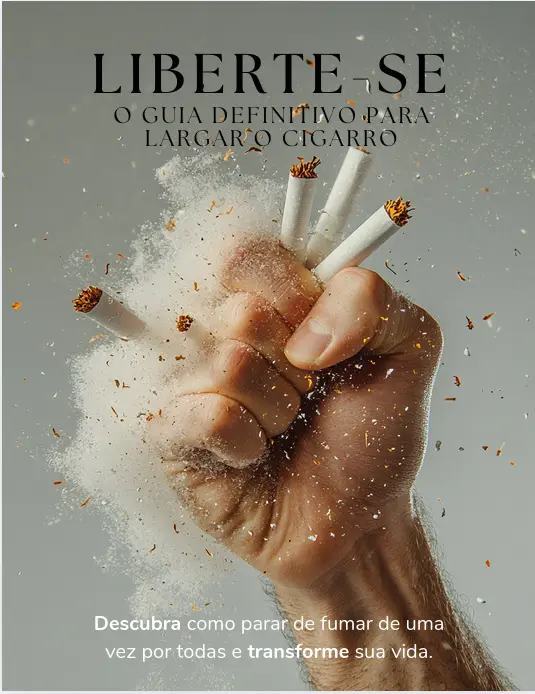 LIBERTE-SE
O GUIA DEFINITIVO PARA
LARGAR O CIGARRO
Descubra como parar de fumar de uma
vez por todas e transforme sua vida.